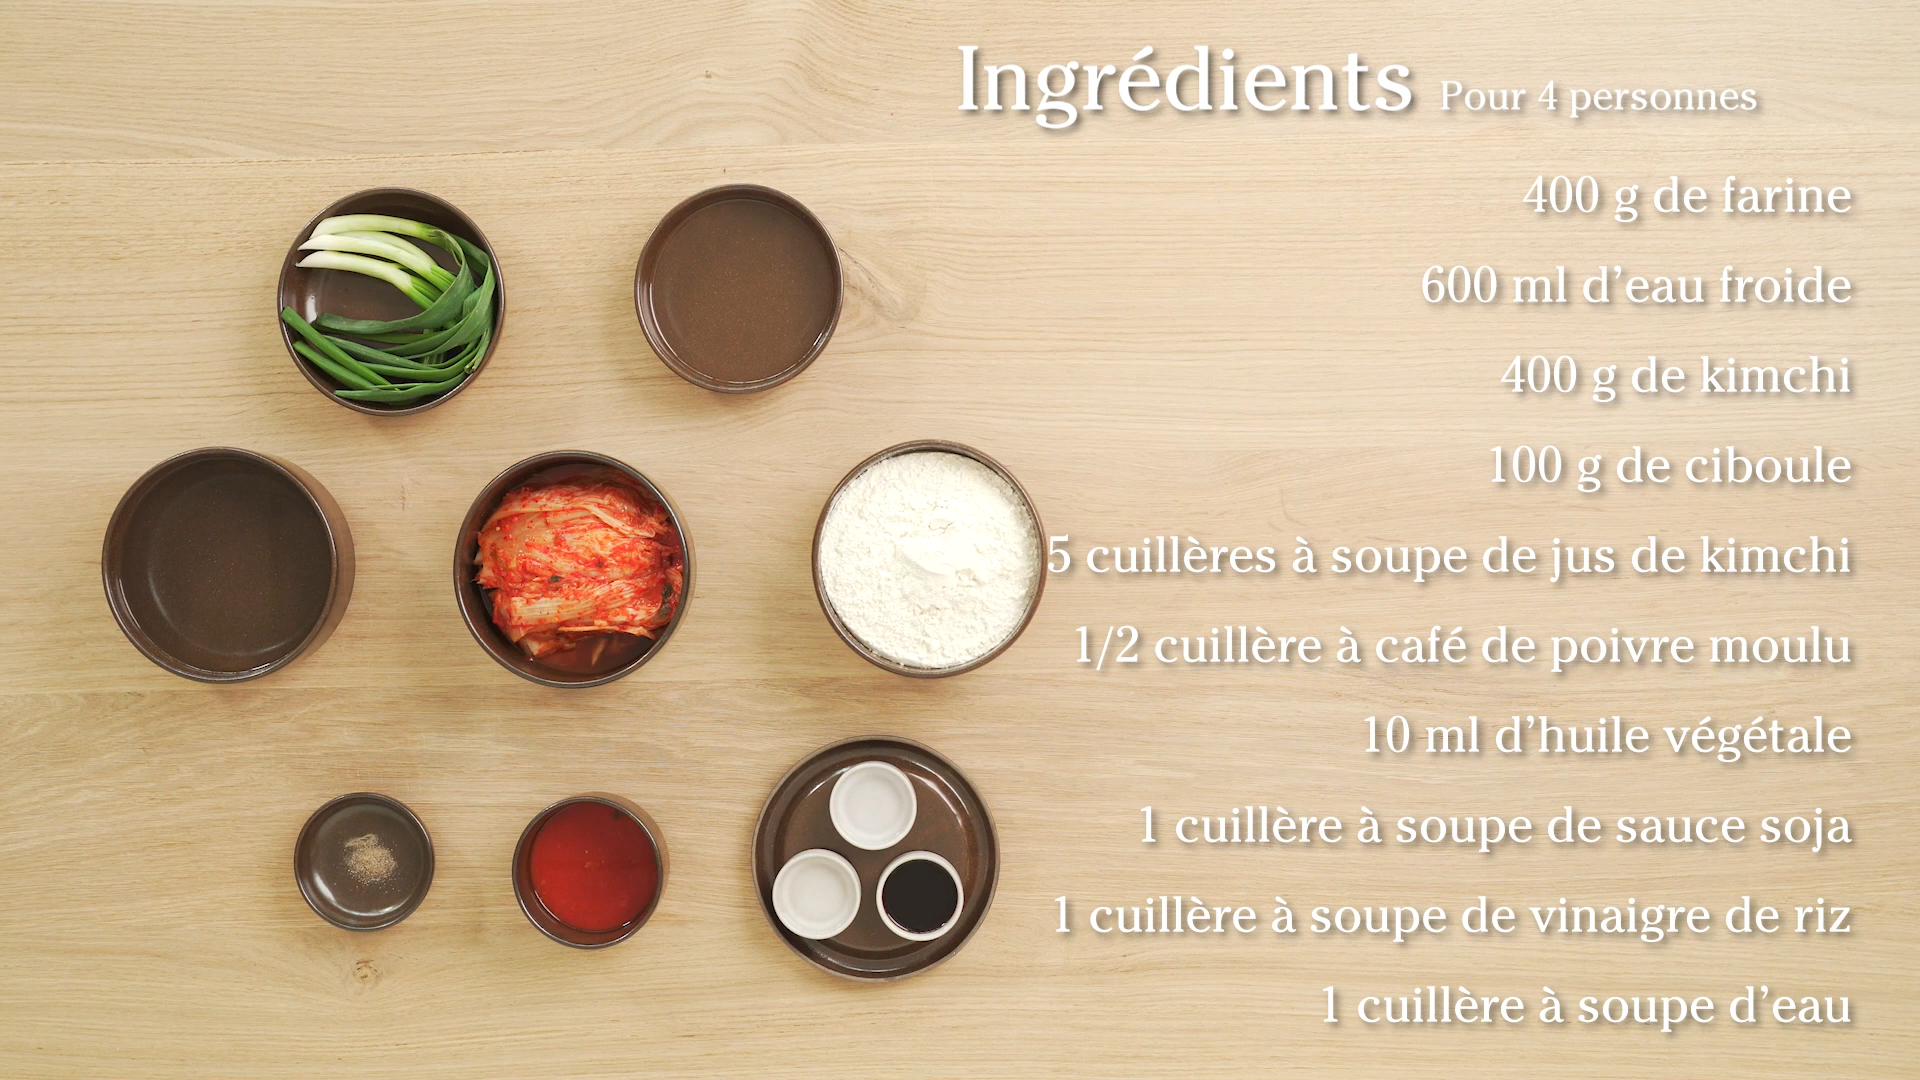 Ingrédients Pour 4 personnes
400 g de farine
600 ml d’eau froide
400 g de kimchi
100 g de ciboule
5 cuillères à soupe de jus de kimchi
1/2 cuillère à café de poivre moulu
10 ml d’huile végétale
1 cuillère à soupe de sauce soja
1 cuillère à soupe de vinaigre de riz
1 cuillère à soupe d’eau